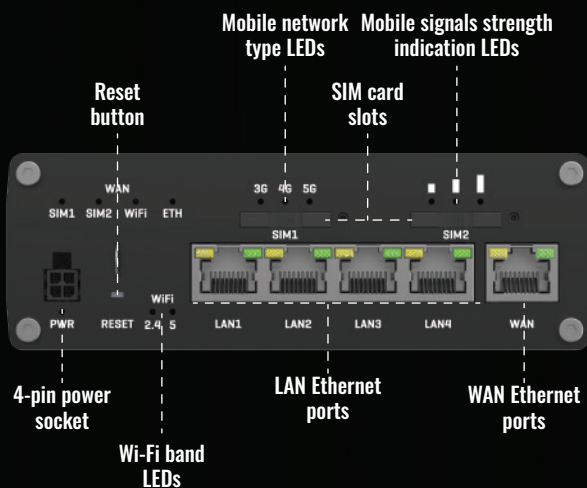 Mobile network
type LEDs
Mobile signals strength
indication LEDs
Reset
button
SIM card
slots
WAN
SIM1 SIM2 WiFi ETH
3G 4G 5G
SIM1
SIM2
WiFi
PWR RESET 2.4 5 LAN1 LAN2 LAN3 LAN4 WAN
4-pin power
socket
LAN Ethernet
ports
WAN Ethernet
ports
Wi-Fi band
LEDs